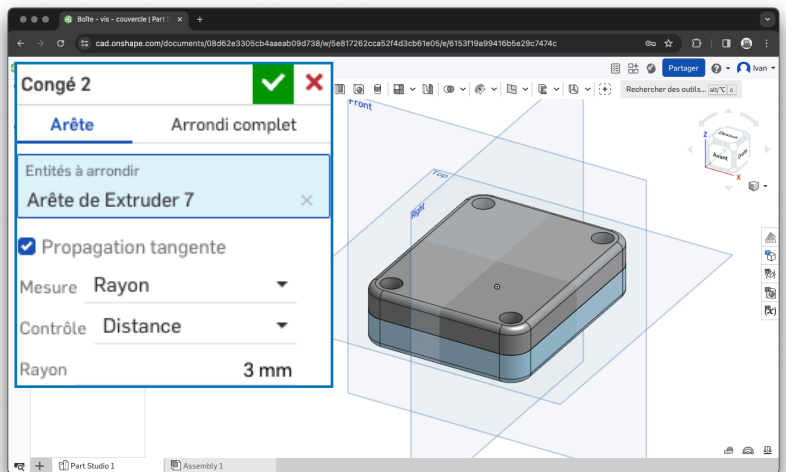 Boîte - vis - couvercle | Part S
cad.onshape.com/documents/08d62e3305cb4aaeab09d738/w/5e817262cca52f4d3cb61e05/e/6153f19a99416b5e29c7474c
Partager
Ivan
Rechercher des outils... alt/⌥ c
Congé 2
Arête
Arrondi complet
Entités à arrondir
Arête de Extruder 7
Propagation tangente
Mesure Rayon
Contrôle Distance
Rayon 3 mm
Front
Top
Right
Z
Dessus
Avant
Droite
X
Part Studio 1
Assembly 1